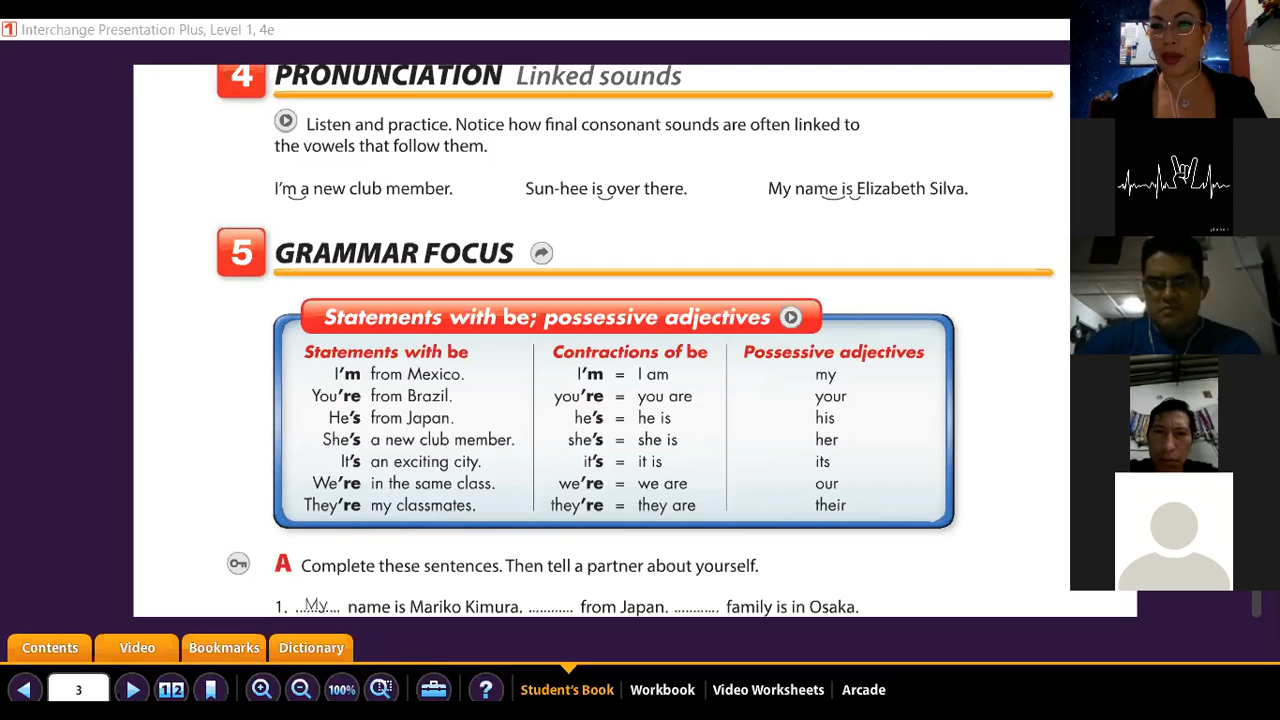 1 Interchange Presentation Plus, Level 1, 4e
4 PRONUNCIATION Linked sounds
Listen and practice. Notice how final consonant sounds are often linked to
the vowels that follow them.
I'm a new club member. Sun-hee is over there. My name is Elizabeth Silva.
5 GRAMMAR FOCUS
Statements with be; possessive adjectives
Statements with be Contractions of be Possessive adjectives
I'm from Mexico. I'm = I am my
You're from Brazil. you're = you are your
He's from Japan. he's = he is his
She's a new club member. she's = she is her
It's an exciting city. it's = it is its
We're in the same class. we're = we are our
They're my classmates. they're = they are their
A Complete these sentences. Then tell a partner about yourself.
1. ....My.... name is Mariko Kimura. ............ from Japan. ............ family is in Osaka.
Contents Video Bookmarks Dictionary
3 1 2 100% ? Student's Book Workbook Video Worksheets Arcade